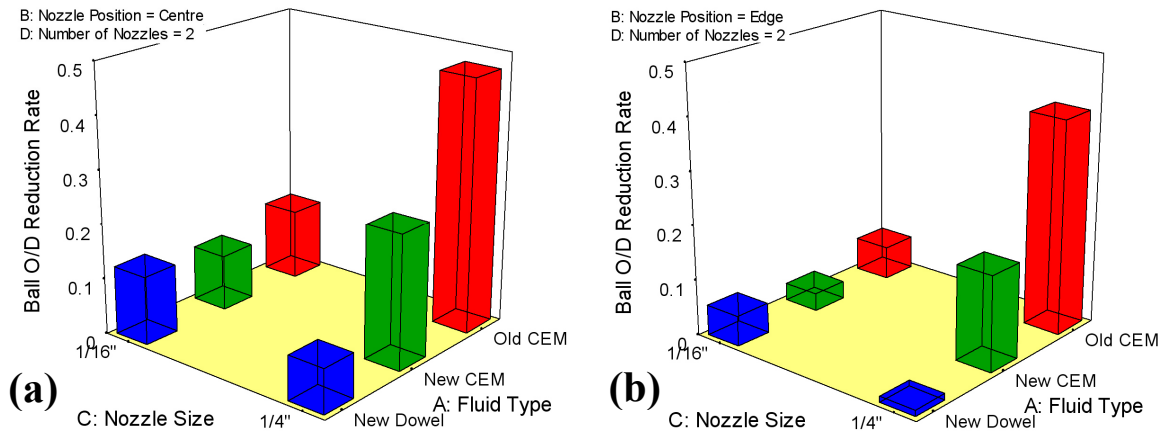 B: Nozzle Position = Centre
D: Number of Nozzles = 2
Ball O/D Reduction Rate
0.5
0.4
0.3
0.2
0.1
0
1/16"
1/4"
C: Nozzle Size
New Dowel
New CEM
Old CEM
A: Fluid Type
(a)
B: Nozzle Position = Edge
D: Number of Nozzles = 2
Ball O/D Reduction Rate
0.5
0.4
0.3
0.2
0.1
0
1/16"
1/4"
C: Nozzle Size
New Dowel
New CEM
Old CEM
A: Fluid Type
(b)